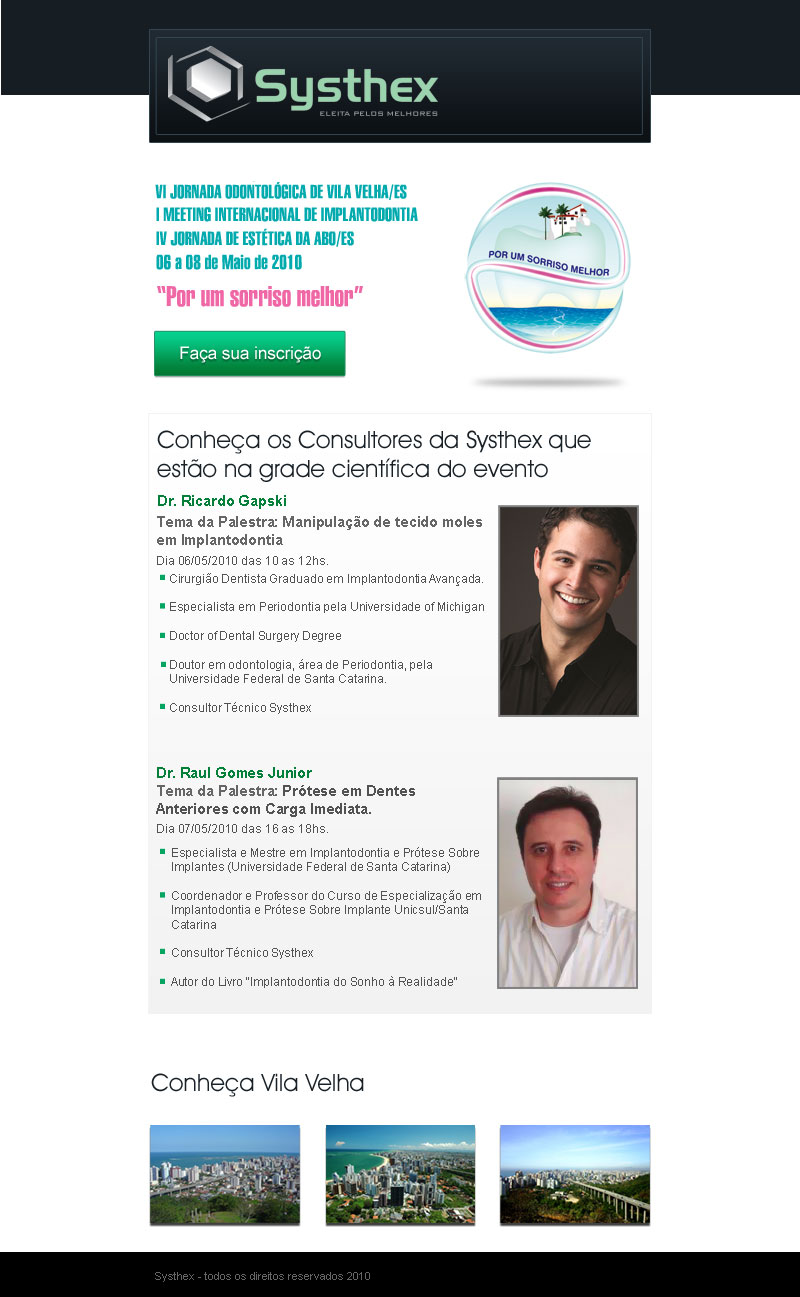 Systhex
ELEITA PELOS MELHORES
VI JORNADA ODONTOLÓGICA DE VILA VELHA/ES
I MEETING INTERNACIONAL DE IMPLANTODONTIA
IV JORNADA DE ESTÉTICA DA ABO/ES
06 a 08 de Maio de 2010
“Por um sorriso melhor”
POR UM SORRISO MELHOR
Faça sua inscrição
Conheça os Consultores da Systhex que
estão na grade científica do evento
Dr. Ricardo Gapski
Tema da Palestra: Manipulação de tecido moles
em Implantodontia
Dia 06/05/2010 das 10 as 12hs.
Cirurgião Dentista Graduado em Implantodontia Avançada.
Especialista em Periodontia pela Universidade of Michigan
Doctor of Dental Surgery Degree
Doutor em odontologia, área de Periodontia, pela
Universidade Federal de Santa Catarina.
Consultor Técnico Systhex
Dr. Raul Gomes Junior
Tema da Palestra: Prótese em Dentes
Anteriores com Carga Imediata.
Dia 07/05/2010 das 16 as 18hs.
Especialista e Mestre em Implantodontia e Prótese Sobre
Implantes (Universidade Federal de Santa Catarina)
Coordenador e Professor do Curso de Especialização em
Implantodontia e Prótese Sobre Implante Unicsul/Santa
Catarina
Consultor Técnico Systhex
Autor do Livro "Implantodontia do Sonho à Realidade"
Conheça Vila Velha
Systhex - todos os direitos reservados 2010